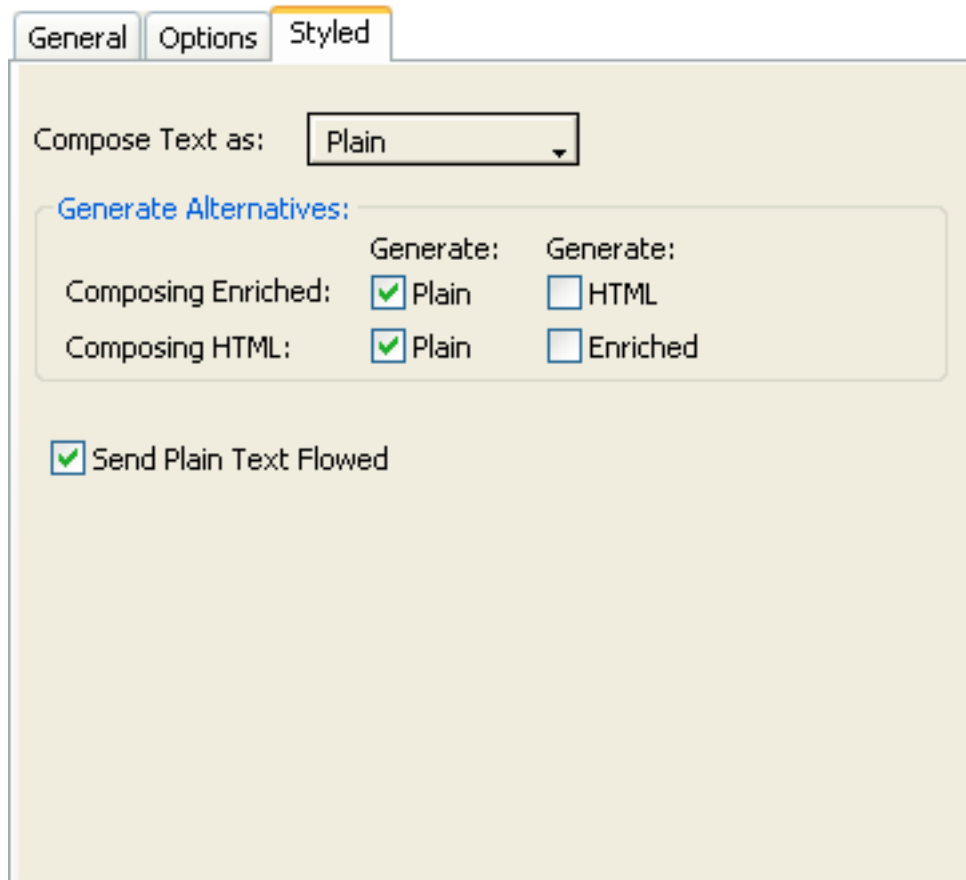 General Options Styled
Compose Text as: Plain
Generate Alternatives:
Generate: Generate:
Composing Enriched: Plain HTML
Composing HTML: Plain Enriched
Send Plain Text Flowed